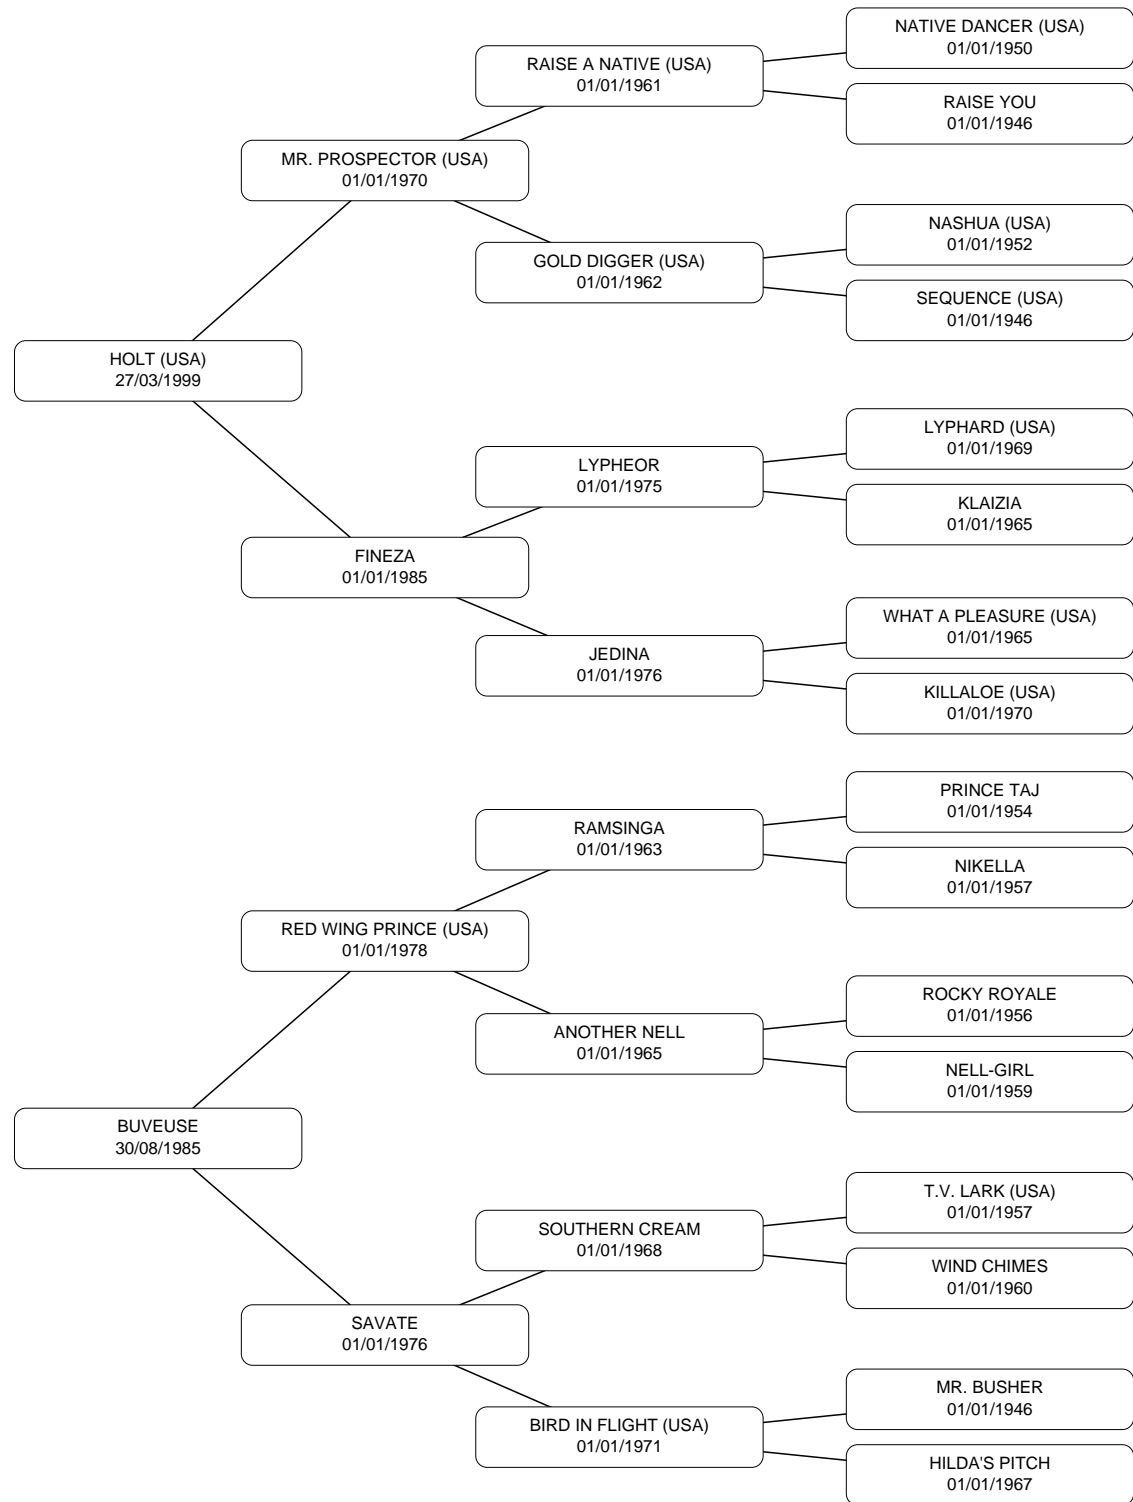 NATIVE DANCER (USA)
01/01/1950
RAISE A NATIVE (USA)
01/01/1961
RAISE YOU
01/01/1946
MR. PROSPECTOR (USA)
01/01/1970
NASHUA (USA)
01/01/1952
GOLD DIGGER (USA)
01/01/1962
SEQUENCE (USA)
01/01/1946
HOLT (USA)
27/03/1999
LYPHARD (USA)
01/01/1969
LYPHEOR
01/01/1975
KLAIZIA
01/01/1965
FINEZA
01/01/1985
WHAT A PLEASURE (USA)
01/01/1965
JEDINA
01/01/1976
KILLALOE (USA)
01/01/1970
PRINCE TAJ
01/01/1954
RAMSINGA
01/01/1963
NIKELLA
01/01/1957
RED WING PRINCE (USA)
01/01/1978
ROCKY ROYALE
01/01/1956
ANOTHER NELL
01/01/1965
NELL-GIRL
01/01/1959
BUVEUSE
30/08/1985
T.V. LARK (USA)
01/01/1957
SOUTHERN CREAM
01/01/1968
WIND CHIMES
01/01/1960
SAVATE
01/01/1976
MR. BUSHER
01/01/1946
BIRD IN FLIGHT (USA)
01/01/1971
HILDA'S PITCH
01/01/1967